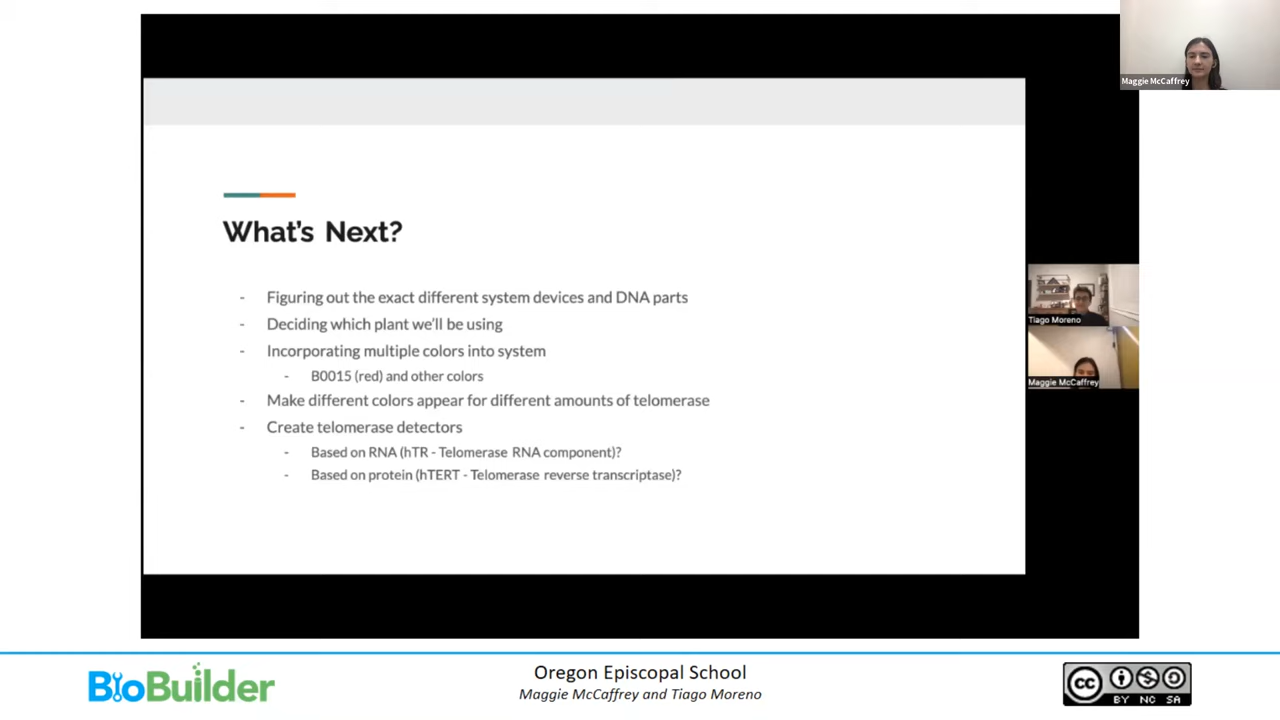 Maggie McCaffrey
What's Next?
- Figuring out the exact different system devices and DNA parts
- Deciding which plant we'll be using
- Incorporating multiple colors into system
- B0015 (red) and other colors
- Make different colors appear for different amounts of telomerase
- Create telomerase detectors
- Based on RNA (hTR - Telomerase RNA component)?
- Based on protein (hTERT - Telomerase reverse transcriptase)?
Tiago Moreno
Maggie McCaffrey
BioBuilder
Oregon Episcopal School
Maggie McCaffrey and Tiago Moreno
cc
BY NC SA